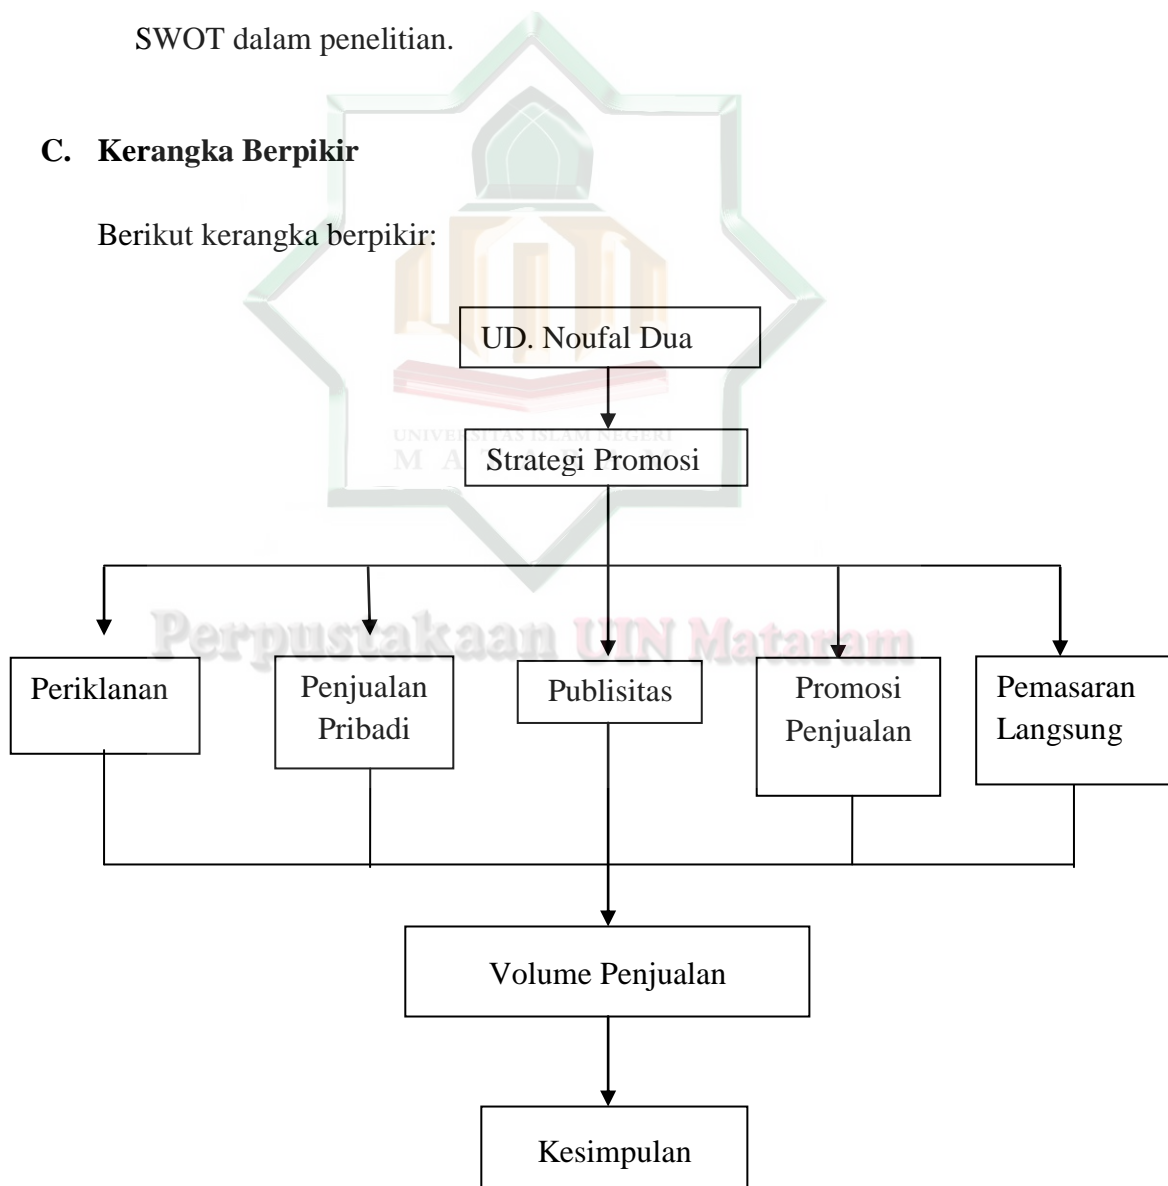 SWOT dalam penelitian.
C. Kerangka Berpikir
Berikut kerangka berpikir:
UD. Noufal Dua
UNIVERSITAS ISLAM NEGERI
Strategi Promosi
Perpustakaan UIN Mataram
Periklanan
Penjualan
Pribadi
Publisitas
Promosi
Penjualan
Pemasaran
Langsung
Volume Penjualan
Kesimpulan